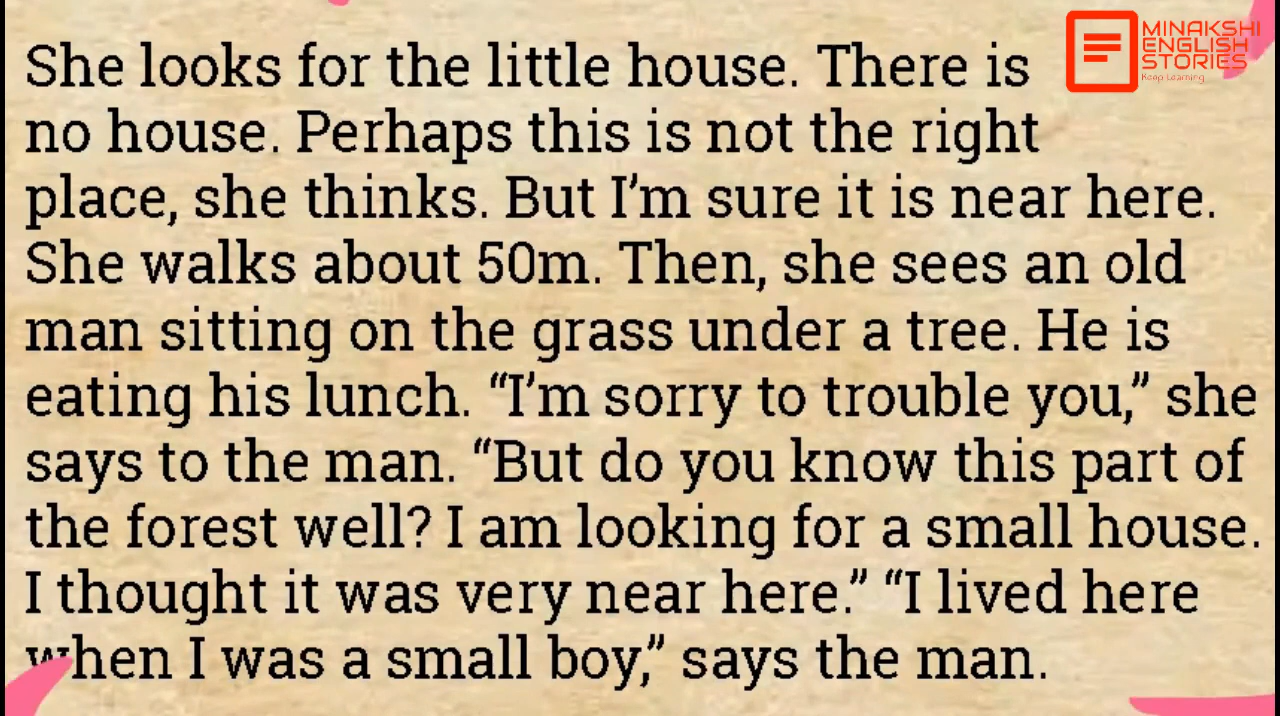 MINAKSHI
ENGLISH
STORIES
Keep Learning
She looks for the little house. There is
no house. Perhaps this is not the right
place, she thinks. But I’m sure it is near here.
She walks about 50m. Then, she sees an old
man sitting on the grass under a tree. He is
eating his lunch. “I’m sorry to trouble you,” she
says to the man. “But do you know this part of
the forest well? I am looking for a small house.
I thought it was very near here.” “I lived here
when I was a small boy,” says the man.